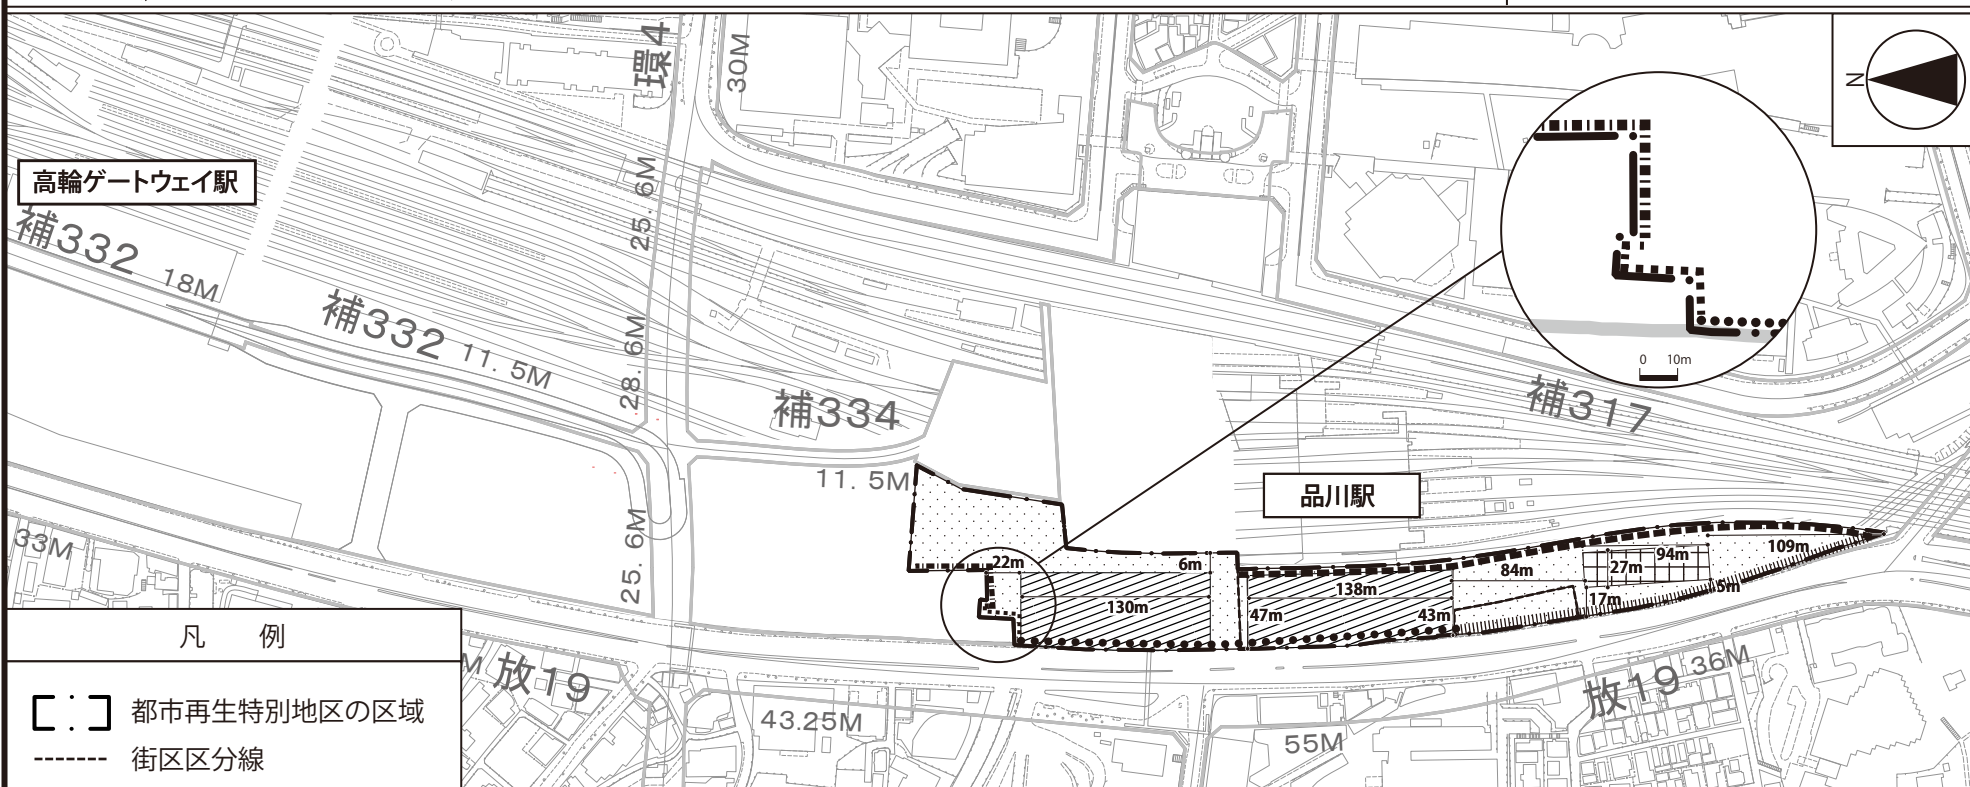 環4
30M
N
高輪ゲートウェイ駅
補332
18M
25. 6M
補332
11. 5M
28. 6M
0 10m
補317
補334
11. 5M
品川駅
33M
25. 6M
22m
6m
130m
138m
47m
43m
84m
94m
27m
17m
109m
5m
凡 例
都市再生特別地区の区域
街区区分線
M
放19
43.25M
55M
放19
36M